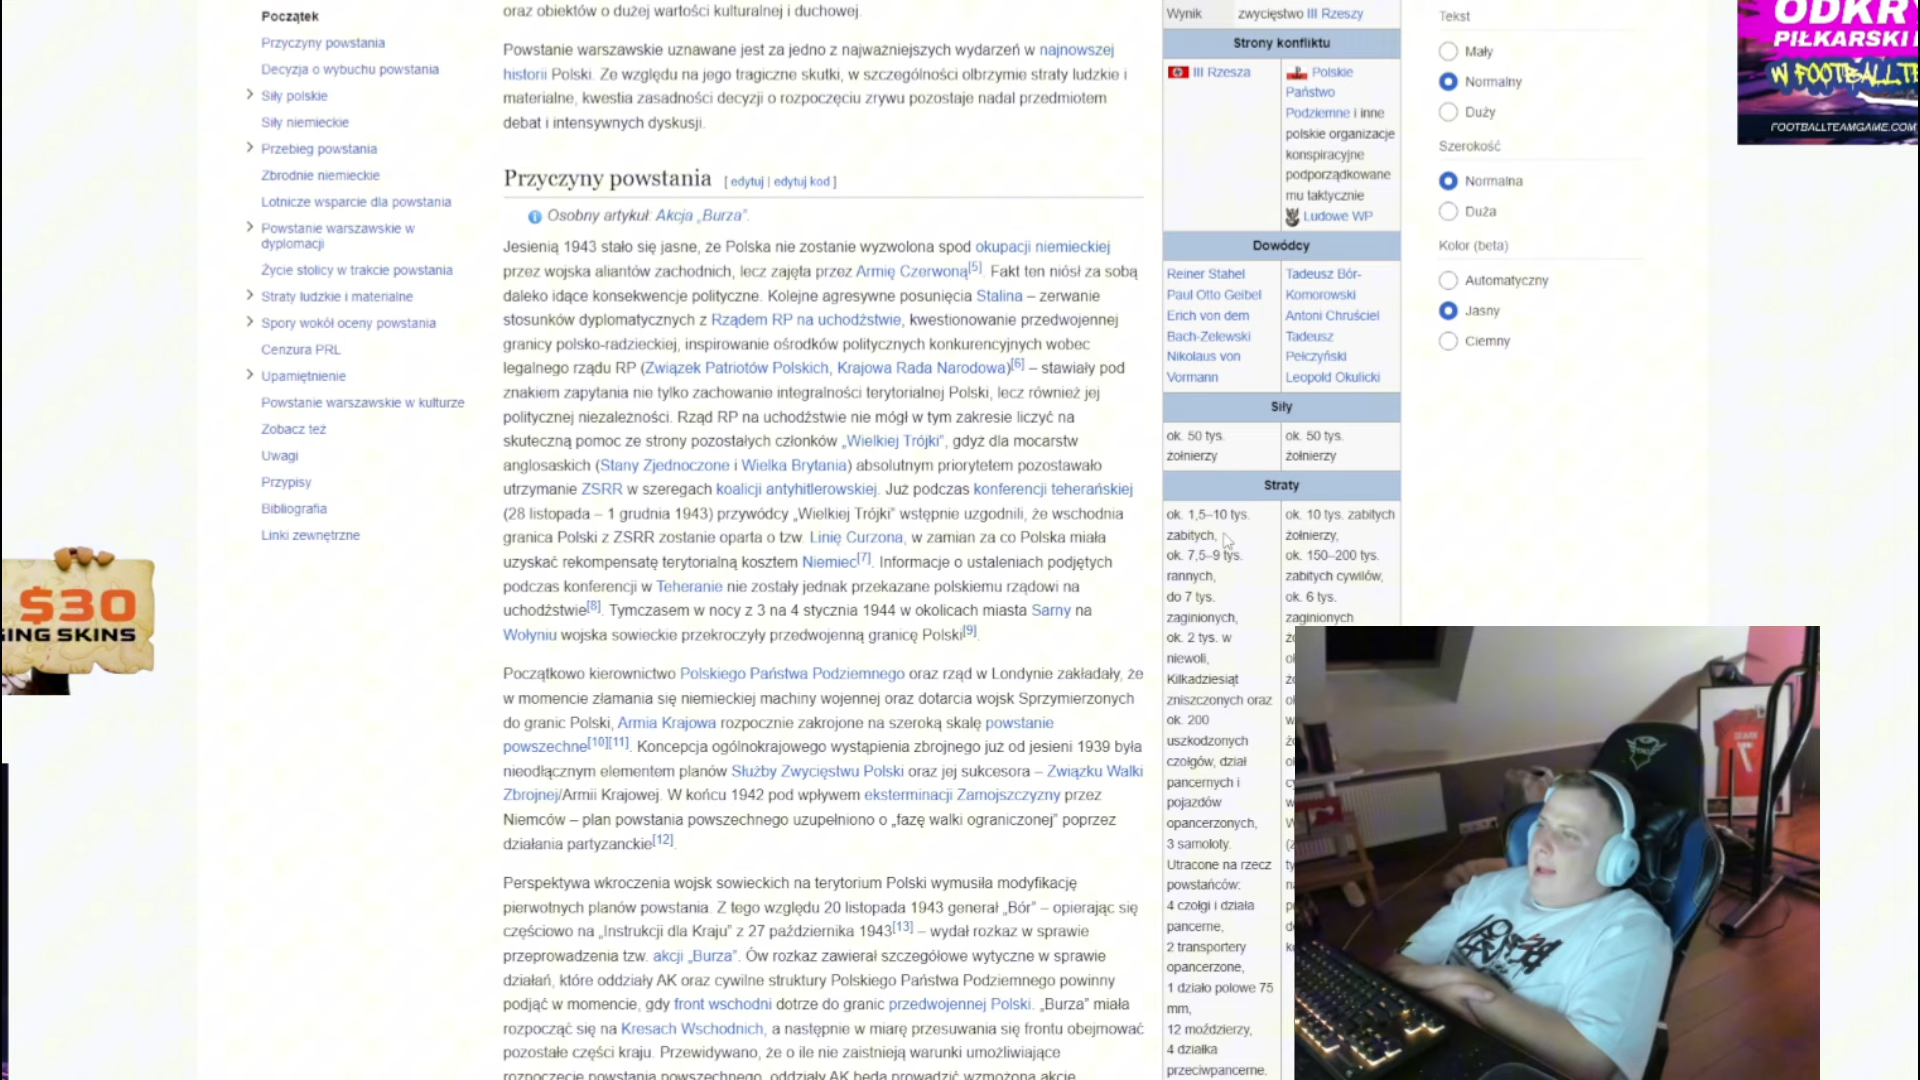 Początek
Przyczyny powstania
Decyzja o wybuchu powstania
Siły polskie
Siły niemieckie
Przebieg powstania
Zbrodnie niemieckie
Lotnicze wsparcie dla powstania
Powstanie warszawskie w
dyplomacji
Życie stolicy w trakcie powstania
Straty ludzkie i materialne
Spory wokół oceny powstania
Cenzura PRL
Upamiętnienie
Powstanie warszawskie w kulturze
Zobacz też
Uwagi
Przypisy
Bibliografia
Linki zewnętrzne
$30
ING SKINS
oraz obiektów o dużej wartości kulturalnej i duchowej.
Powstanie warszawskie uznawane jest za jedno z najważniejszych wydarzeń w najnowszej
historii Polski. Ze względu na jego tragiczne skutki, w szczególności olbrzymie straty ludzkie i
materialne, kwestia zasadności decyzji o rozpoczęciu zrywu pozostaje nadal przedmiotem
debat i intensywnych dyskusji.
Przyczyny powstania [ edytuj | edytuj kod ]
Osobny artykuł: Akcja „Burza”.
Jesienią 1943 stało się jasne, że Polska nie zostanie wyzwolona spod okupacji niemieckiej
przez wojska aliantów zachodnich, lecz zajęta przez Armię Czerwoną[5]. Fakt ten niósł za sobą
daleko idące konsekwencje polityczne. Kolejne agresywne posunięcia Stalina – zerwanie
stosunków dyplomatycznych z Rządem RP na uchodźstwie, kwestionowanie przedwojennej
granicy polsko-radzieckiej, inspirowanie ośrodków politycznych konkurencyjnych wobec
legalnego rządu RP (Związek Patriotów Polskich, Krajowa Rada Narodowa)[6] – stawiały pod
znakiem zapytania nie tylko zachowanie integralności terytorialnej Polski, lecz również jej
politycznej niezależności. Rząd RP na uchodźstwie nie mógł w tym zakresie liczyć na
skuteczną pomoc ze strony pozostałych członków „Wielkiej Trójki”, gdyż dla mocarstw
anglosaskich (Stany Zjednoczone i Wielka Brytania) absolutnym priorytetem pozostawało
utrzymanie ZSRR w szeregach koalicji antyhitlerowskiej. Już podczas konferencji teherańskiej
(28 listopada – 1 grudnia 1943) przywódcy „Wielkiej Trójki” wstępnie uzgodnili, że wschodnia
granica Polski z ZSRR zostanie oparta o tzw. Linię Curzona, w zamian za co Polska miała
uzyskać rekompensatę terytorialną kosztem Niemiec[7]. Informacje o ustaleniach podjętych
podczas konferencji w Teheranie nie zostały jednak przekazane polskiemu rządowi na
uchodźstwie[8]. Tymczasem w nocy z 3 na 4 stycznia 1944 w okolicach miasta Sarny na
Wołyniu wojska sowieckie przekroczyły przedwojenną granicę Polski[9].
Początkowo kierownictwo Polskiego Państwa Podziemnego oraz rząd w Londynie zakładały, że
w momencie złamania się niemieckiej machiny wojennej oraz dotarcia wojsk Sprzymierzonych
do granic Polski, Armia Krajowa rozpocznie zakrojone na szeroką skalę powstanie
powszechne[10][11]. Koncepcja ogólnokrajowego wystąpienia zbrojnego już od jesieni 1939 była
nieodłącznym elementem planów Służby Zwycięstwu Polski oraz jej sukcesora – Związku Walki
Zbrojnej/Armii Krajowej. W końcu 1942 pod wpływem eksterminacji Zamojszczyzny przez
Niemców – plan powstania powszechnego uzupełniono o „fazę walki ograniczonej” poprzez
działania partyzanckie[12].
Perspektywa wkroczenia wojsk sowieckich na terytorium Polski wymusiła modyfikację
pierwotnych planów powstania. Z tego względu 20 listopada 1943 generał „Bór” – opierając się
częściowo na „Instrukcji dla Kraju” z 27 października 1943[13] – wydał rozkaz w sprawie
przeprowadzenia tzw. akcji „Burza”. Ów rozkaz zawierał szczegółowe wytyczne w sprawie
działań, które oddziały AK oraz cywilne struktury Polskiego Państwa Podziemnego powinny
podjąć w momencie, gdy front wschodni dotrze do granic przedwojennej Polski. „Burza” miała
rozpocząć się na Kresach Wschodnich, a następnie w miarę przesuwania się frontu obejmować
pozostałe części kraju. Przewidywano, że o ile nie zaistnieją warunki umożliwiające
rozpoczęcie powstania powszechnego, oddziały AK będą prowadzić wzmożoną akcję
Wynik zwycięstwo III Rzeszy
Strony konfliktu
III Rzesza
Polskie
Państwo
Podziemne i inne
polskie organizacje
konspiracyjne
podporządkowane
mu taktycznie
Ludowe WP
Dowódcy
Reiner Stahel
Paul Otto Geibel
Erich von dem
Bach-Zelewski
Nikolaus von
Vormann
Tadeusz Bór-
Komorowski
Antoni Chruściel
Tadeusz
Pełczyński
Leopold Okulicki
Siły
ok. 50 tys.
żołnierzy
ok. 50 tys.
żołnierzy
Straty
ok. 1,5–10 tys.
zabitych,
ok. 7,5–9 tys.
rannych,
do 7 tys.
zaginionych,
ok. 2 tys. w
niewoli,
Kilkadziesiąt
zniszczonych oraz
ok. 200
uszkodzonych
czołgów, dział
pancernych i
pojazdów
opancerzonych,
3 samoloty.
Utracone na rzecz
powstańców:
4 czołgi i działa
pancerne,
2 transportery
opancerzone,
1 działo polowe 75
mm,
12 moździerzy,
4 działka
przeciwpancerne.
ok. 10 tys. zabitych
żołnierzy,
ok. 150–200 tys.
zabitych cywilów,
ok. 6 tys.
zaginionych
Tekst
Mały
Normalny
Duży
Szerokość
Normalna
Duża
Kolor (beta)
Automatyczny
Jasny
Ciemny
ODKR
PIŁKARSKI
W FOOTBALLTE
FOOTBALLTEAMGAME.COM
7